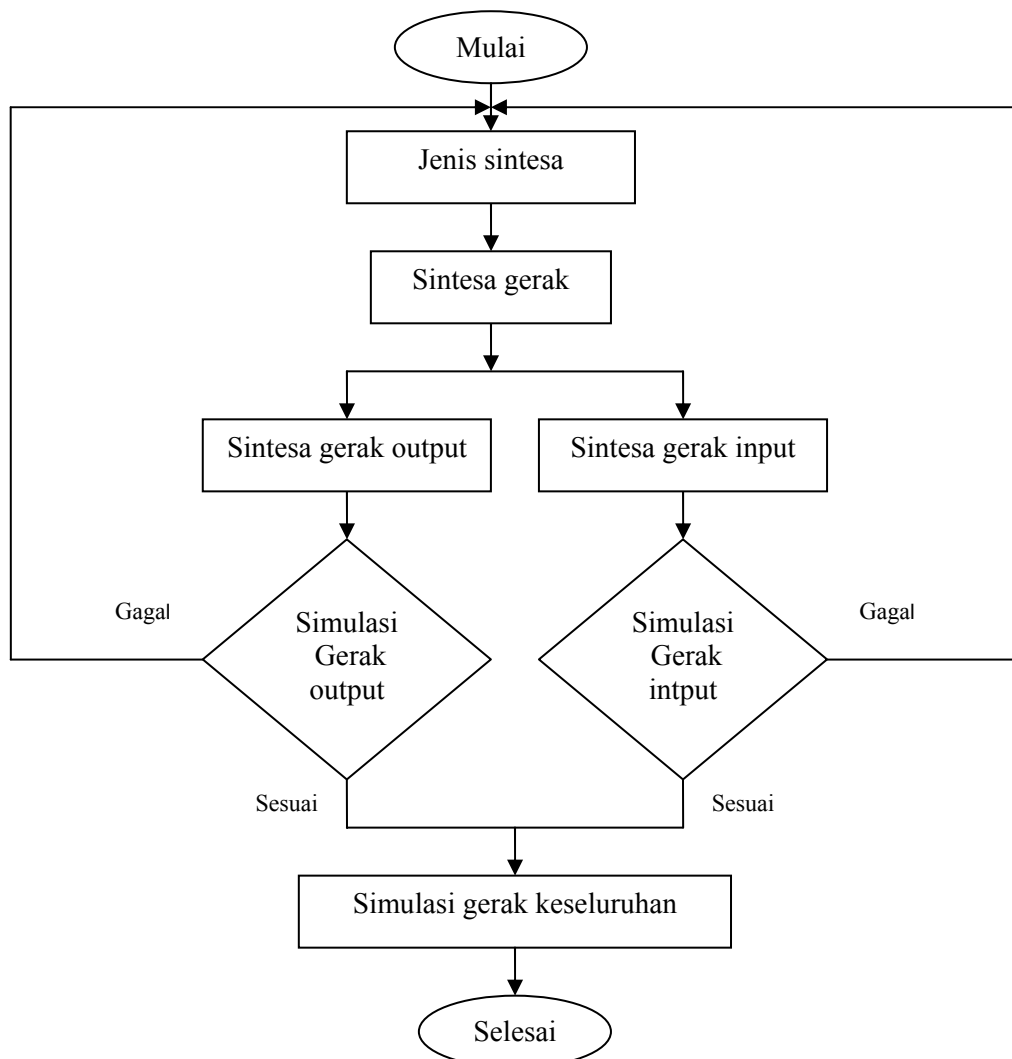 Mulai
Jenis sintesa
Sintesa gerak
Sintesa gerak output
Sintesa gerak input
Gagal
Simulasi
Gerak
output
Simulasi
Gerak
intput
Gagal
Sesuai
Sesuai
Simulasi gerak keseluruhan
Selesai